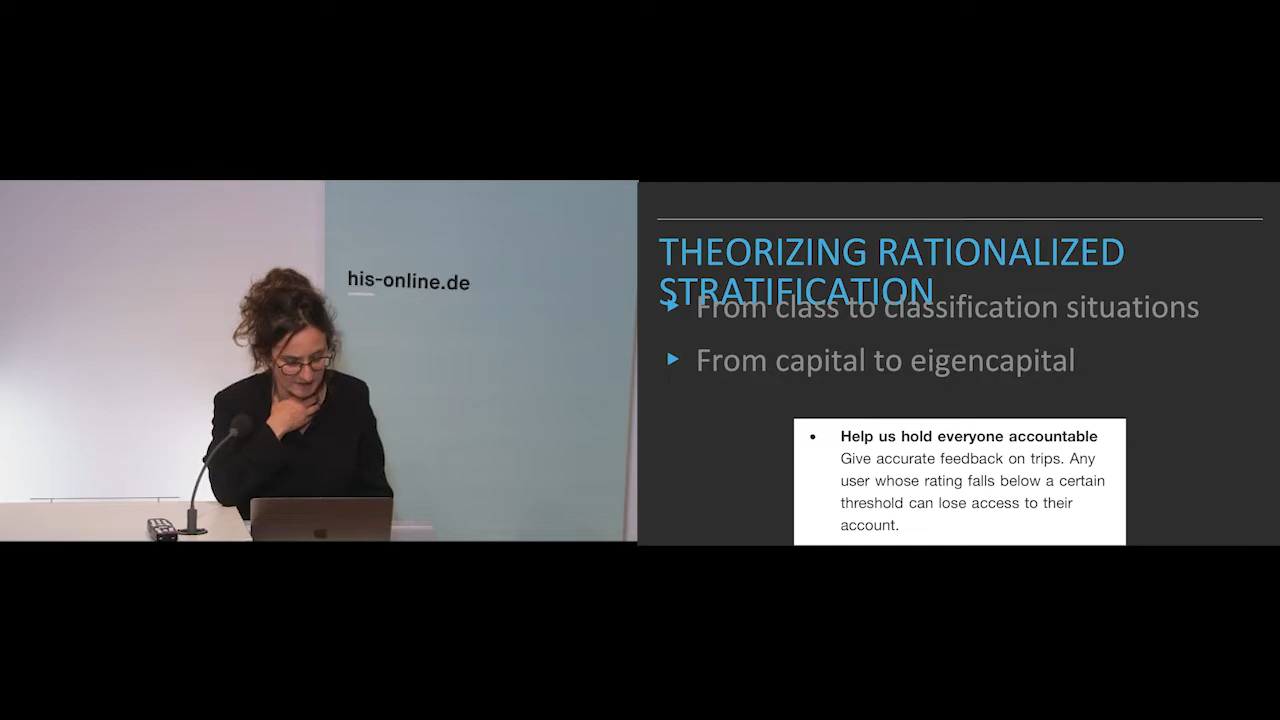 his-online.de
THEORIZING RATIONALIZED
STRATIFICATION
From class to classification situations
From capital to eigencapital
• Help us hold everyone accountable
Give accurate feedback on trips. Any
user whose rating falls below a certain
threshold can lose access to their
account.